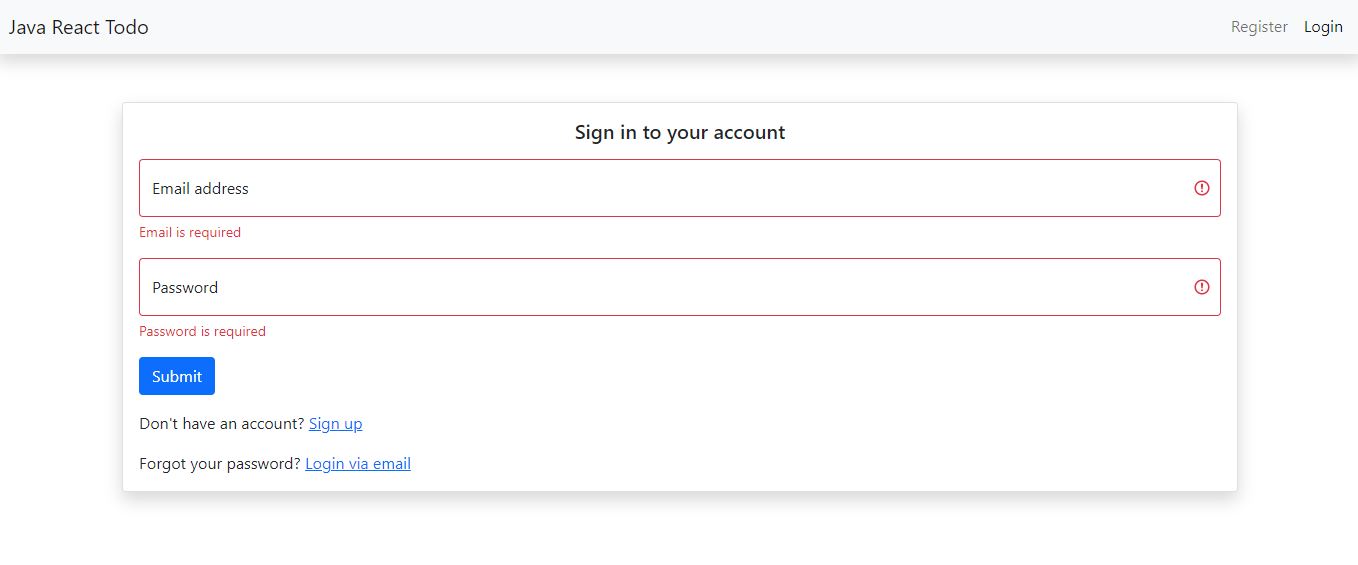 Java React Todo Register Login
Sign in to your account
Email address
Email is required
Password
Password is required
Submit
Don't have an account? Sign up
Forgot your password? Login via email